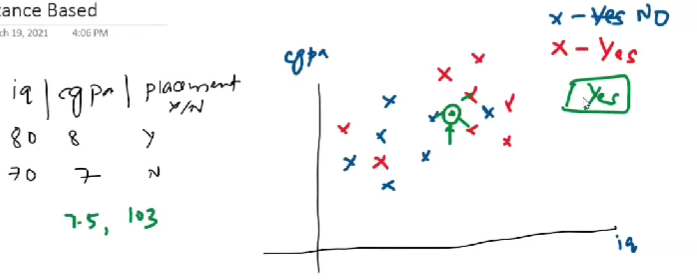 tance Based
ch 19, 2021 4:06 PM
x - Yes NO
x - Yes
Yes
cgpa
iq | cgpa | placement
Y/N
80 8 Y
70 7 N
7.5, 103
iq